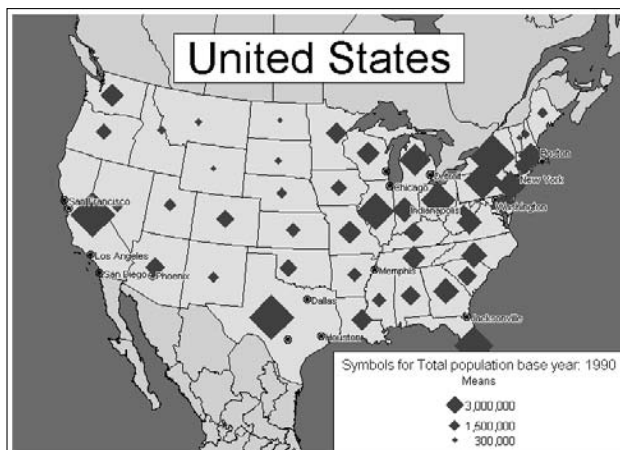 United States
Boston
Detroit
Chicago
New York
San Francisco
Indianapolis
Washington
Los Angeles
San Diego
Phoenix
Memphis
Dallas
Jacksonville
Houston
Symbols for Total population base year: 1990
Means
3,000,000
1,500,000
300,000